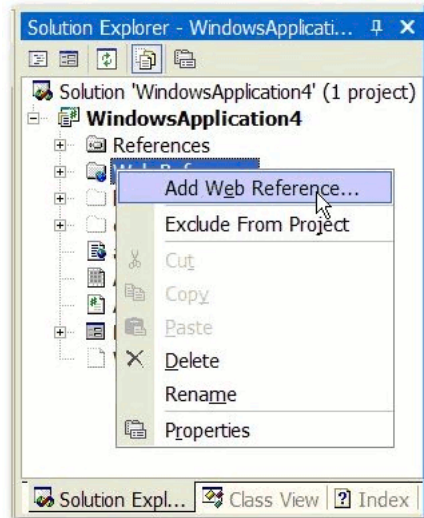 Solution Explorer - WindowsApplicati...
Solution 'WindowsApplication4' (1 project)
WindowsApplication4
References
Add Web Reference...
Exclude From Project
Cut
Copy
Paste
Delete
Rename
Properties
Solution Expl...
Class View
Index